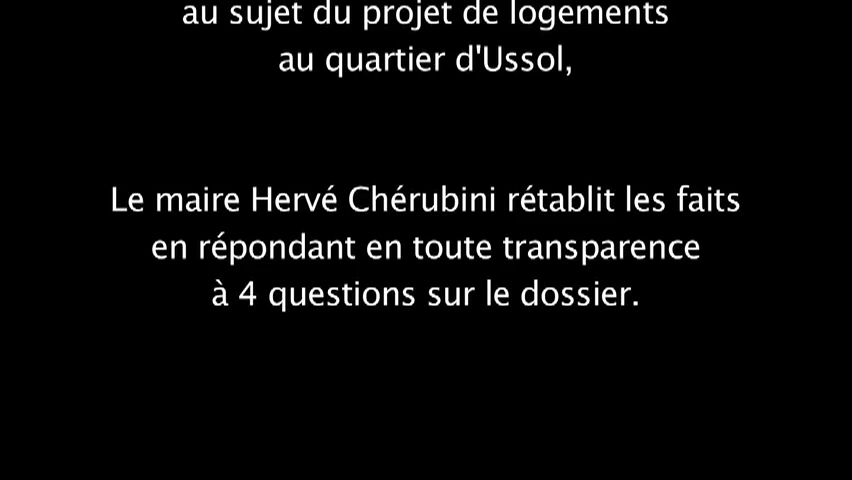 au sujet du projet de logements
au quartier d'Ussol,
Le maire Hervé Chérubini rétablit les faits
en répondant en toute transparence
à 4 questions sur le dossier.